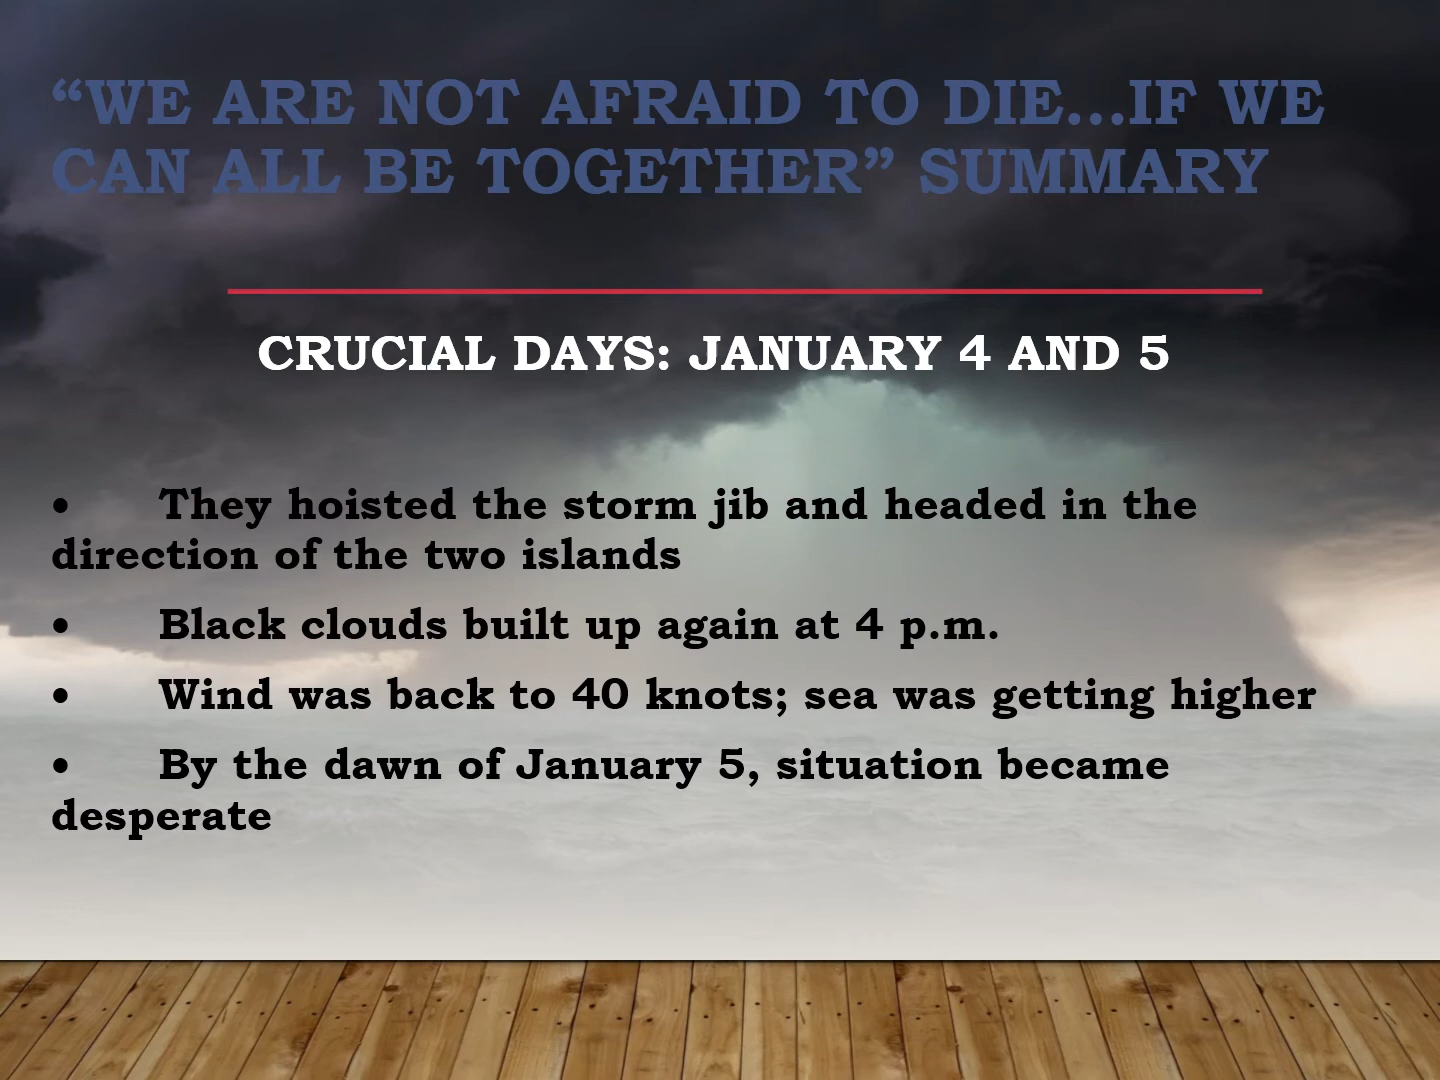 “WE ARE NOT AFRAID TO DIE...IF WE
CAN ALL BE TOGETHER” SUMMARY
CRUCIAL DAYS: JANUARY 4 AND 5
• They hoisted the storm jib and headed in the
direction of the two islands
• Black clouds built up again at 4 p.m.
• Wind was back to 40 knots; sea was getting higher
• By the dawn of January 5, situation became
desperate